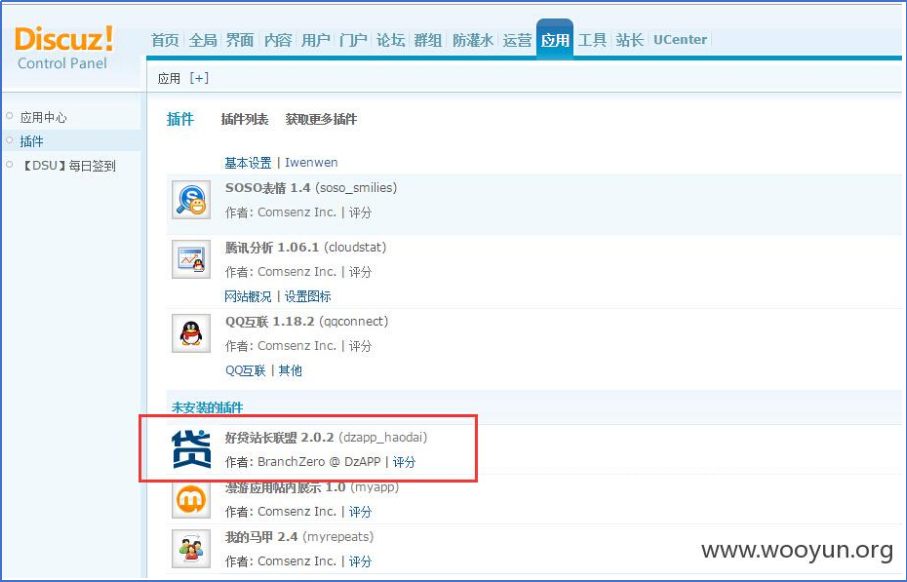 Discuz!
Control Panel
首页 全局 界面 内容 用户 门户 论坛 群组 防灌水 运营 应用 工具 站长 UCenter
应用 [+]
应用中心
插件
【DSU】每日签到
插件 插件列表 获取更多插件
基本设置 | Iwenwen
SOSO表情 1.4 (soso_smilies)
作者: Comsenz Inc. | 评分
腾讯分析 1.06.1 (cloudstat)
作者: Comsenz Inc. | 评分
网站概况 | 设置图标
QQ互联 1.18.2 (qqconnect)
作者: Comsenz Inc. | 评分
QQ互联 | 其他
未安装的插件
贷
好贷站长联盟 2.0.2 (dzapp_haodai)
作者: BranchZero @ DzAPP | 评分
漫游应用帖内展示 1.0 (myapp)
作者: Comsenz Inc. | 评分
我的马甲 2.4 (myrepeats)
作者: Comsenz Inc. | 评分
www.wooyun.org